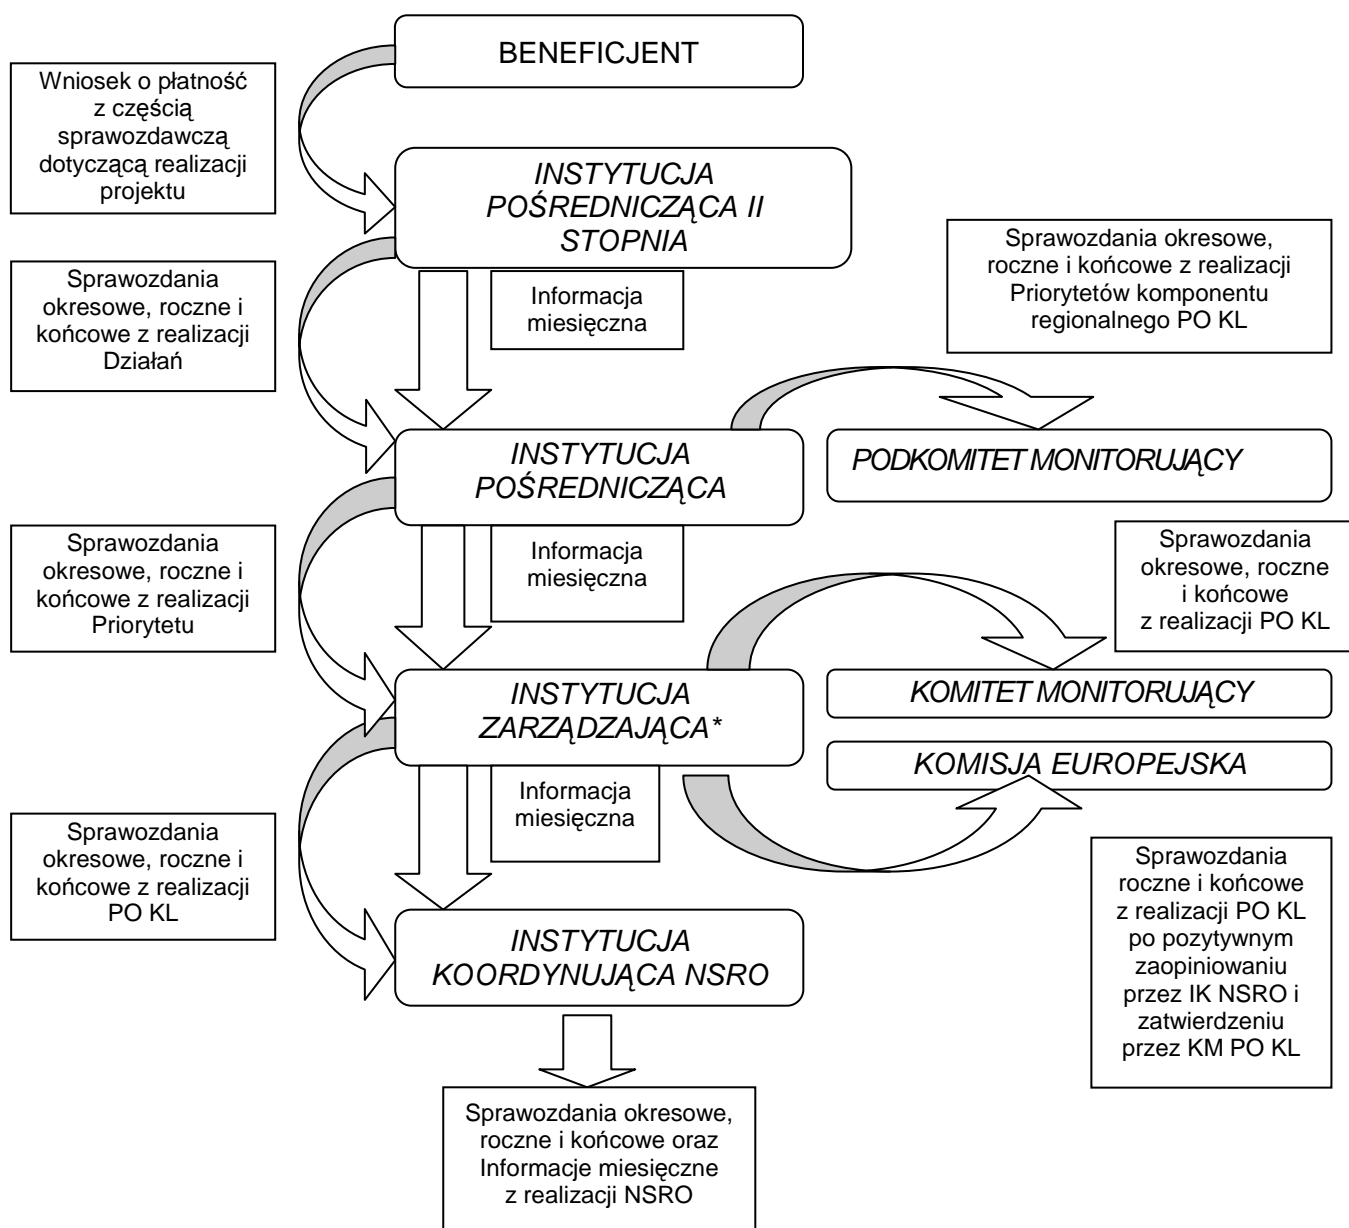 BENEFICJENT
Wniosek o płatność
z częścią
sprawozdawczą
dotyczącą realizacji
projektu
INSTYTUCJA
POŚREDNICZĄCA II
STOPNIA
Sprawozdania okresowe,
roczne i końcowe z realizacji
Priorytetów komponentu
regionalnego PO KL
Sprawozdania
okresowe, roczne i
końcowe z realizacji
Działań
Informacja
miesięczna
INSTYTUCJA
POŚREDNICZĄCA
PODKOMITET MONITORUJĄCY
Sprawozdania
okresowe, roczne i
końcowe z realizacji
Priorytetu
Informacja
miesięczna
Sprawozdania
okresowe, roczne
i końcowe
z realizacji PO KL
INSTYTUCJA
ZARZĄDZAJĄCA*
KOMITET MONITORUJĄCY
KOMISJA EUROPEJSKA
Informacja
miesięczna
Sprawozdania
okresowe, roczne i
końcowe z realizacji
PO KL
Sprawozdania
roczne i końcowe
z realizacji PO KL
po pozytywnym
zaopiniowaniu
przez IK NSRO i
zatwierdzeniu
przez KM PO KL
INSTYTUCJA
KOORDYNUJĄCA NSRO
Sprawozdania okresowe,
roczne i końcowe oraz
Informacje miesięczne
z realizacji NSRO